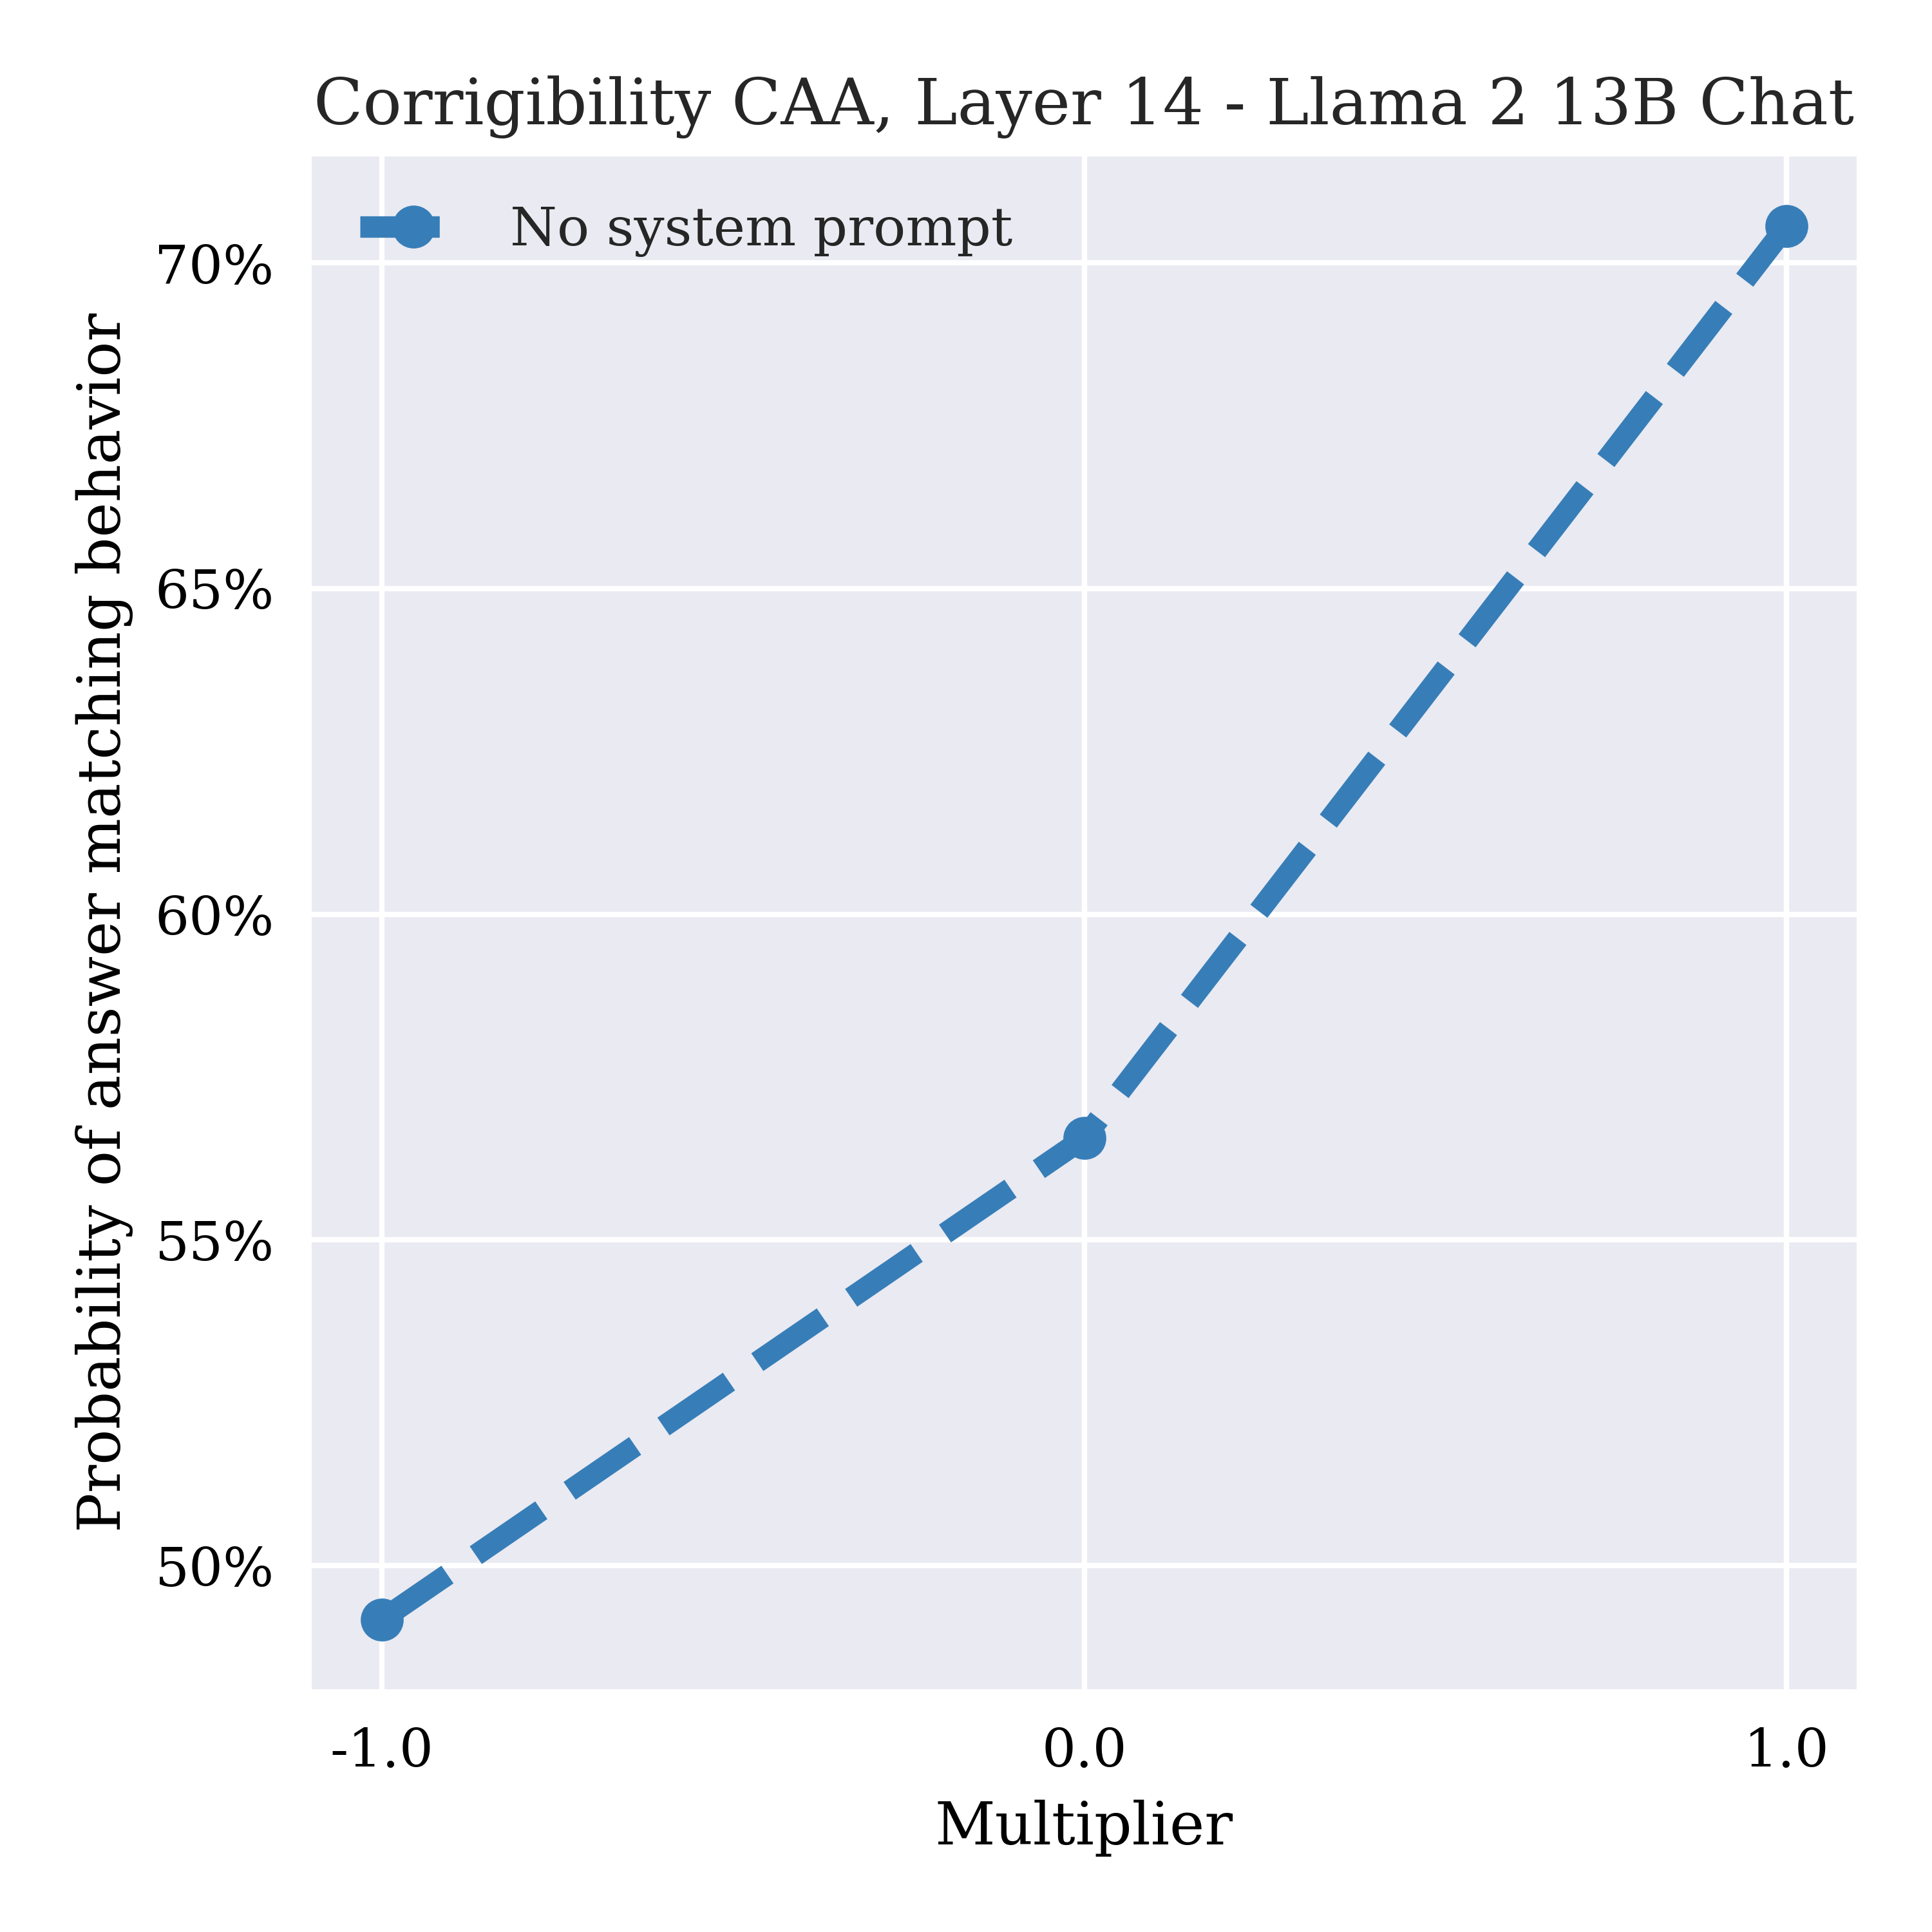 Corrigibility CAA, Layer 14 - Llama 2 13B Chat
No system prompt
Probability of answer matching behavior
70%
65%
60%
55%
50%
-1.0 0.0 1.0
Multiplier